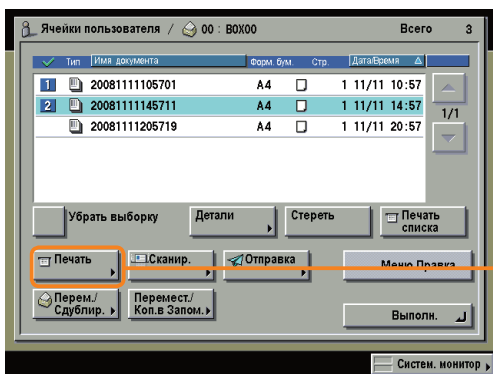 Ячейки пользователя / 00 : BOX00 Всего 3
Тип Имя документа Форм. бум. Стр. Дата/Время
1 20081111105701 A4 1 11/11 10:57
2 20081111145711 A4 1 11/11 14:57
20081111205719 A4 1 11/11 20:57
1/1
Убрать выборку Детали Стереть Печать списка
Печать Сканир. Отправка Меню Правка
Перем./ Сдублир. Перемест./ Коп.в Запом. Выполн.
Систем. монитор